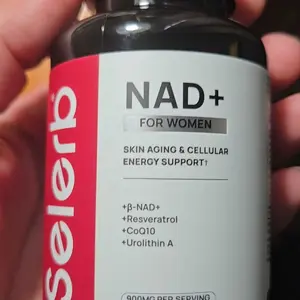 Selerb
NAD+
FOR WOMEN
SKIN AGING & CELLULAR
ENERGY SUPPORT†
+β-NAD+
+Resveratrol
+CoQ10
+Urolithin A
900MG PER SERVING